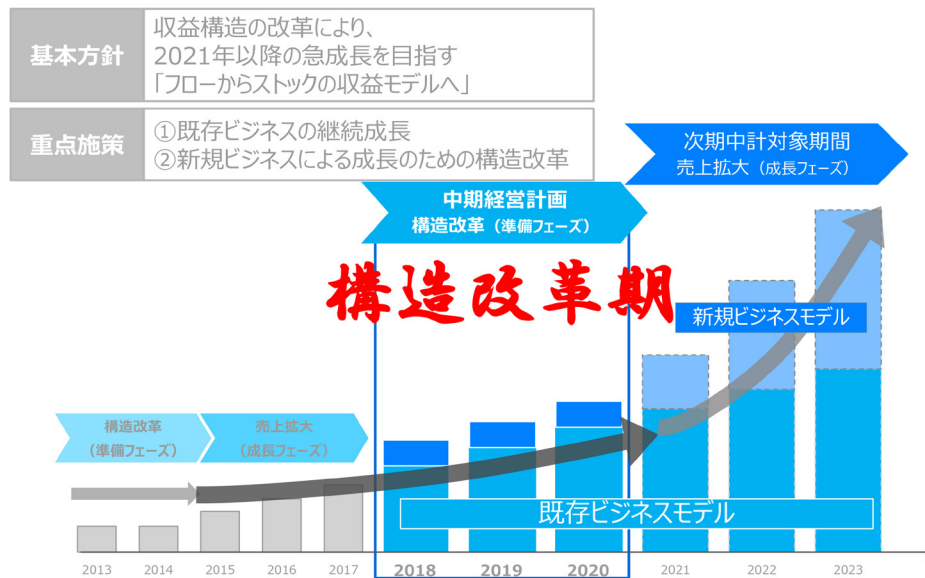 基本方針
収益構造の改革により、
2021年以降の急成長を目指す
「フローからストックの収益モデルへ」
重点施策
①既存ビジネスの継続成長
②新規ビジネスによる成長のための構造改革
次期中計対象期間
売上拡大（成長フェーズ）
中期経営計画
構造改革（準備フェーズ）
構造改革期
新規ビジネスモデル
構造改革
（準備フェーズ）
売上拡大
（成長フェーズ）
既存ビジネスモデル
2013 2014 2015 2016 2017 2018 2019 2020 2021 2022 2023